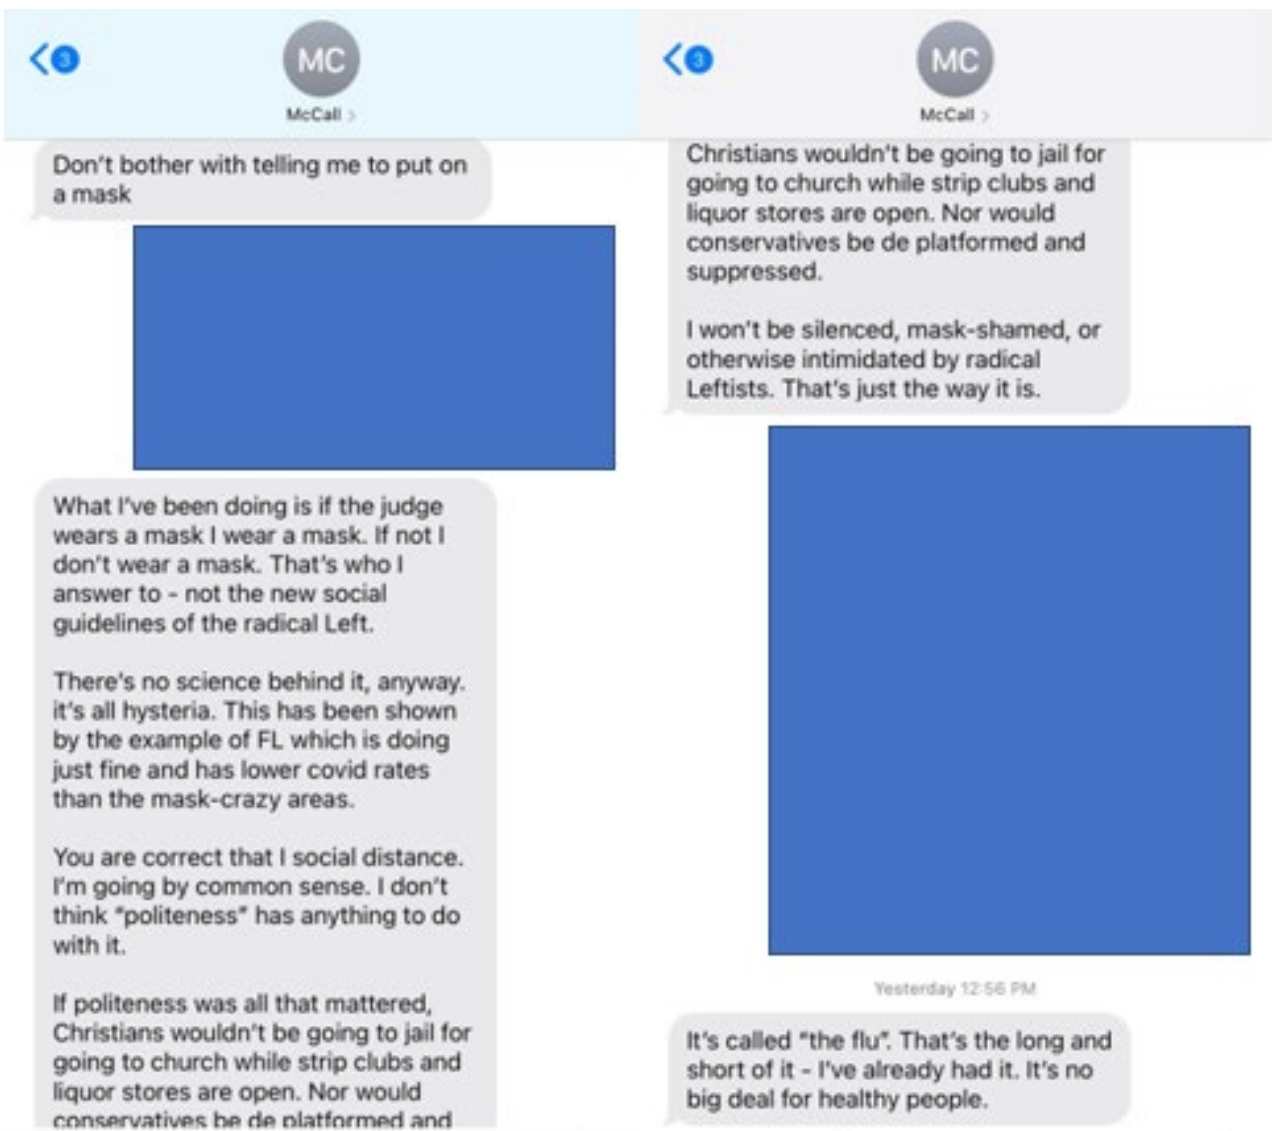 3
MC
McCall
Don't bother with telling me to put on
a mask
What I've been doing is if the judge
wears a mask I wear a mask. If not I
don't wear a mask. That's who I
answer to - not the new social
guidelines of the radical Left.
There's no science behind it, anyway.
it's all hysteria. This has been shown
by the example of FL which is doing
just fine and has lower covid rates
than the mask-crazy areas.
You are correct that I social distance.
I'm going by common sense. I don't
think "politeness" has anything to do
with it.
If politeness was all that mattered,
Christians wouldn't be going to jail for
going to church while strip clubs and
liquor stores are open. Nor would
conservatives be de platformed and
3
MC
McCall
Christians wouldn't be going to jail for
going to church while strip clubs and
liquor stores are open. Nor would
conservatives be de platformed and
suppressed.
I won't be silenced, mask-shamed, or
otherwise intimidated by radical
Leftists. That's just the way it is.
Yesterday 12:56 PM
It's called "the flu". That's the long and
short of it - I've already had it. It's no
big deal for healthy people.